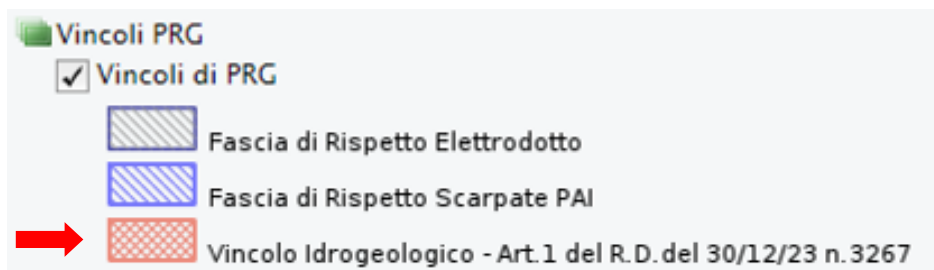 Vincoli PRG
Vincoli di PRG
Fascia di Rispetto Elettrodotto
Fascia di Rispetto Scarpate PAI
Vincolo Idrogeologico - Art.1 del R.D.del 30/12/23 n.3267